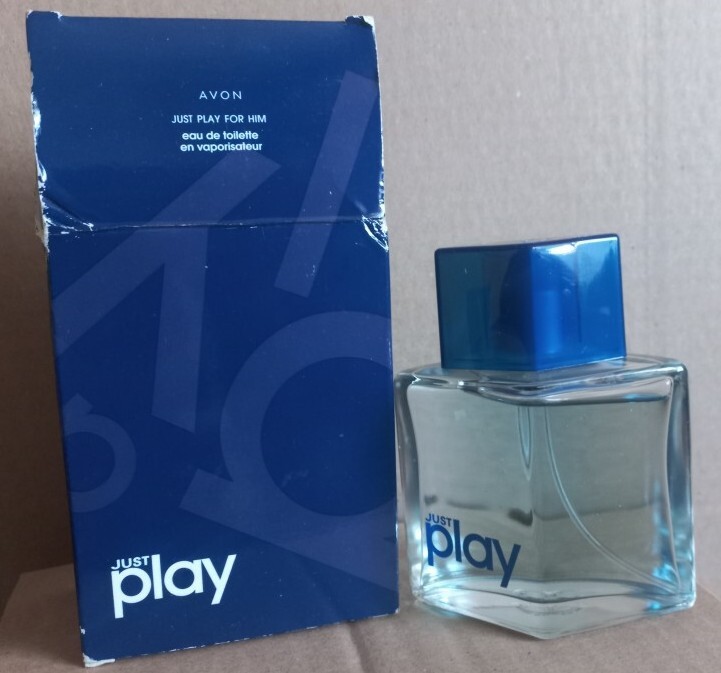 AVON
JUST PLAY FOR HIM
eau de toilette
en vaporisateur
JUST
play
JUST
play